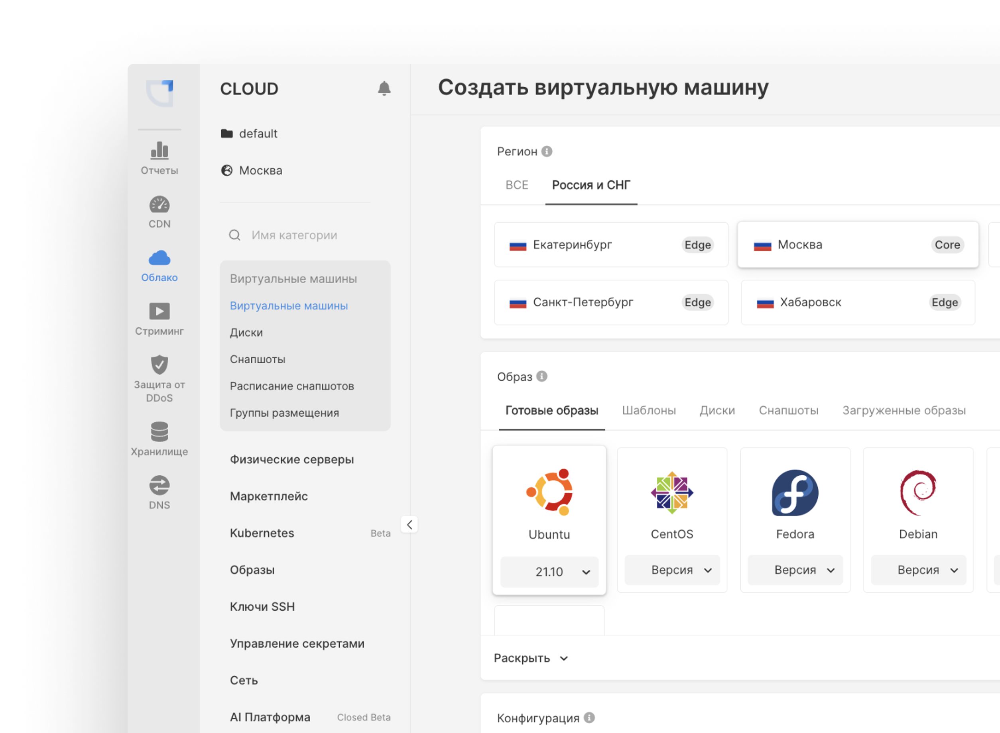 Отчеты
CDN
Облако
Стриминг
Защита от
DDoS
Хранилище
DNS
CLOUD
default
Москва
Имя категории
Виртуальные машины
Виртуальные машины
Диски
Снапшоты
Расписание снапшотов
Группы размещения
Физические серверы
Маркетплейс
Kubernetes Beta
Образы
Ключи SSH
Управление секретами
Сеть
AI Платформа Closed Beta
Создать виртуальную машину
Регион
ВСЕ Россия и СНГ
Екатеринбург Edge Москва Core
Санкт-Петербург Edge Хабаровск Edge
Образ
Готовые образы Шаблоны Диски Снапшоты Загруженные образы
Ubuntu CentOS Fedora Debian
21.10 Версия Версия Версия
Раскрыть
Конфигурация